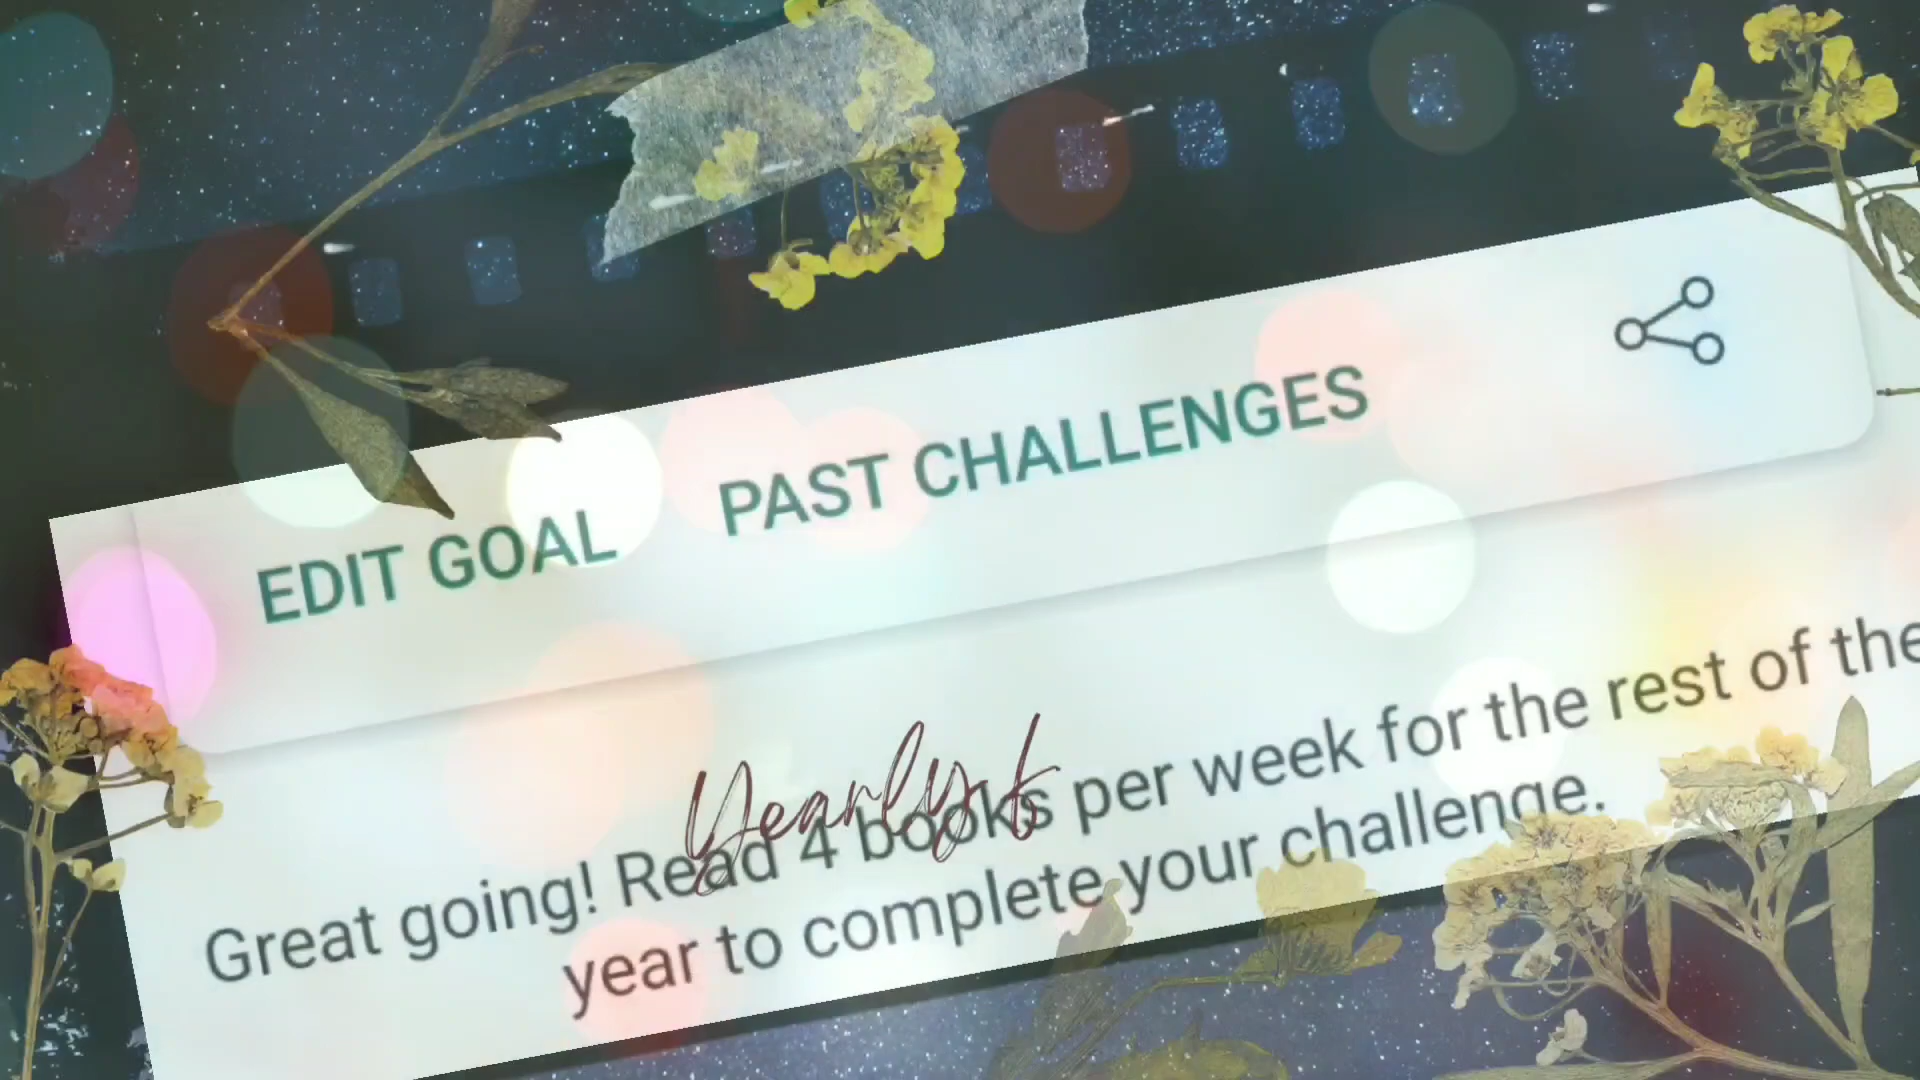 EDIT GOAL PAST CHALLENGES
Great going! Read 4 books per week for the rest of the
year to complete your challenge.